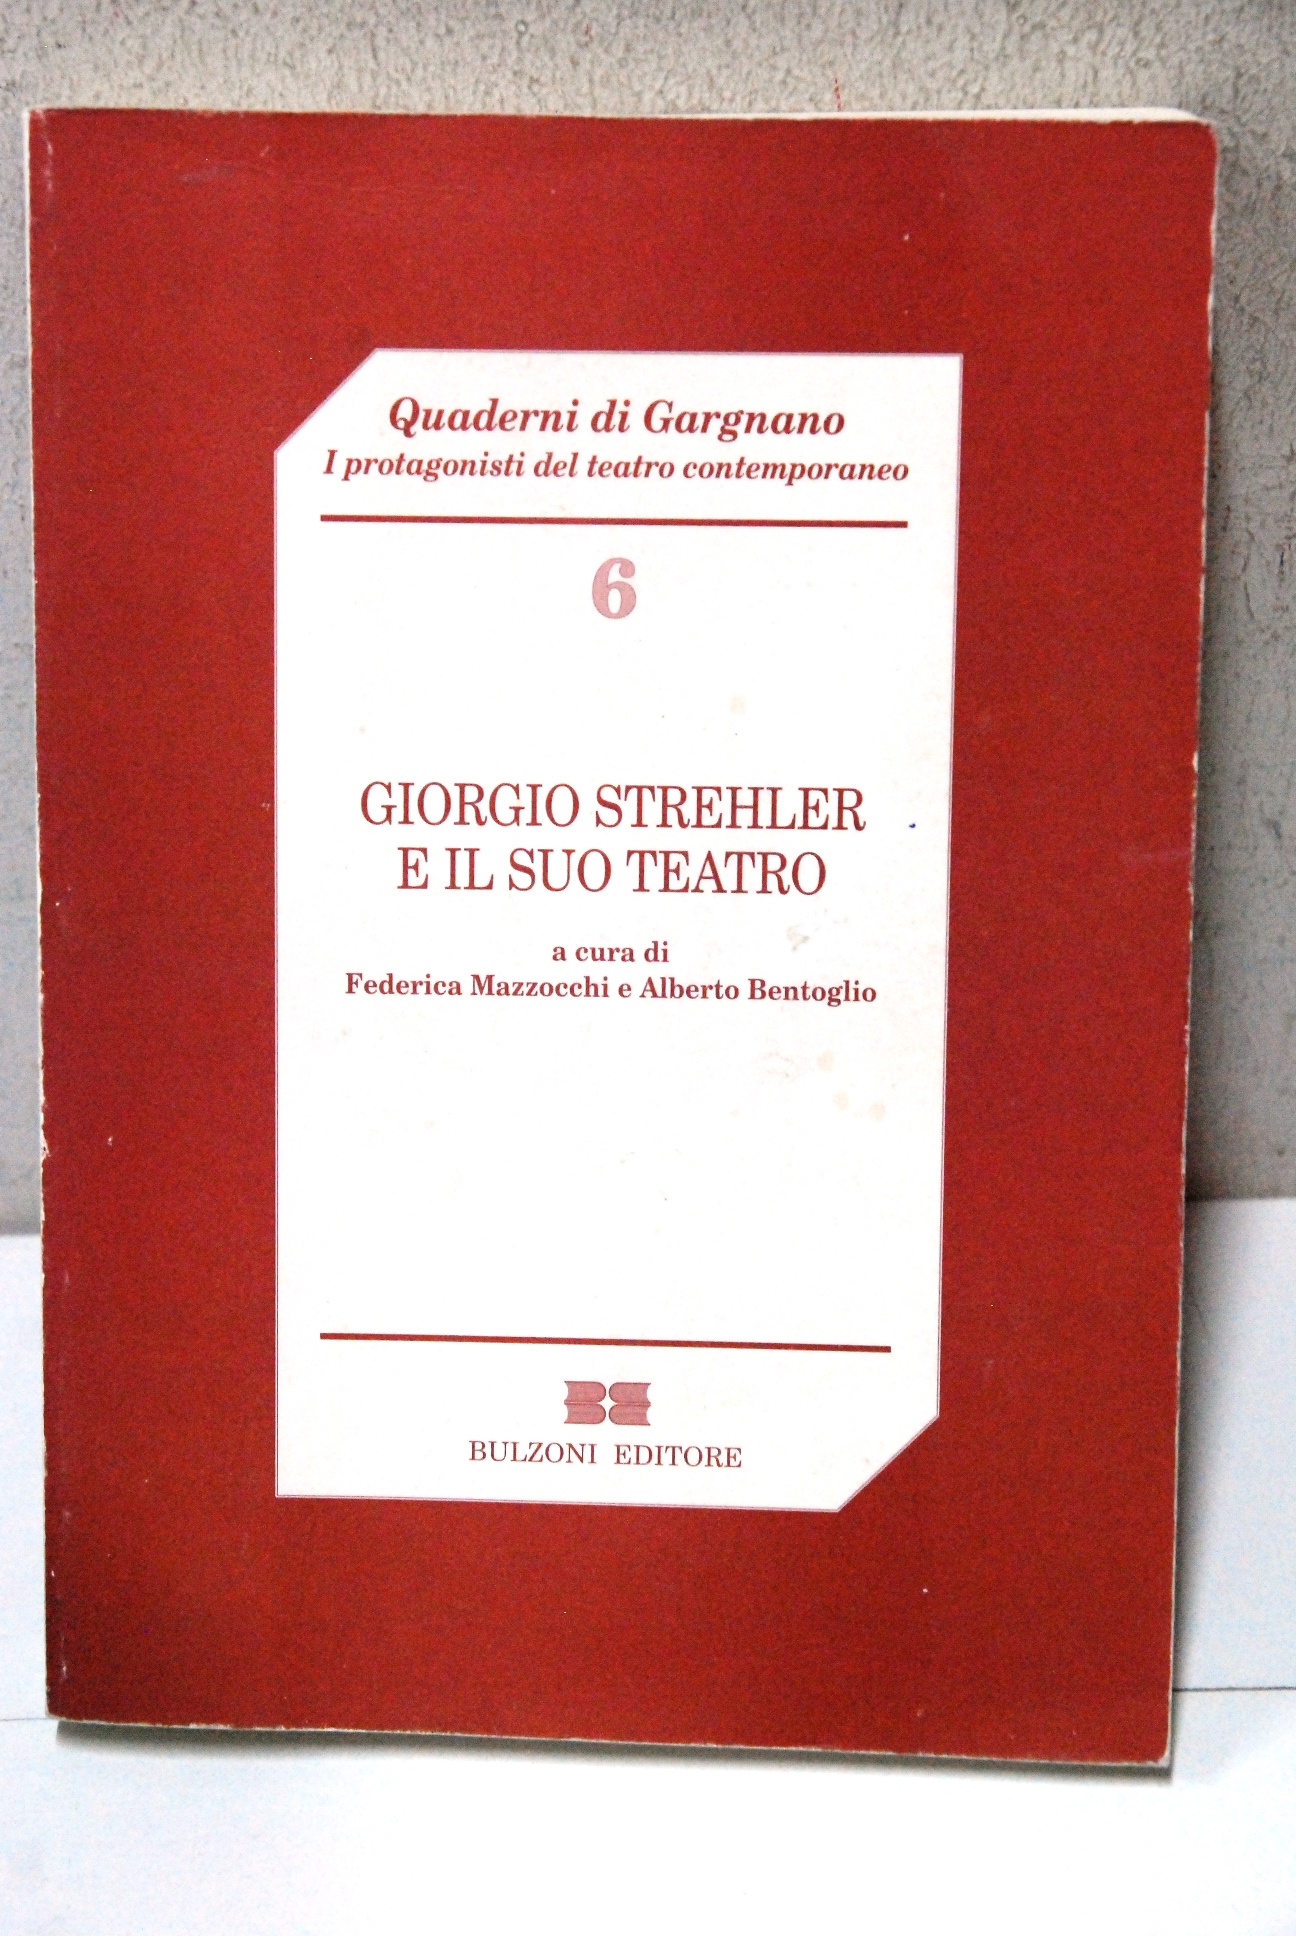 Quaderni di Gargnano
I protagonisti del teatro contemporaneo
6
GIORGIO STREHLER
E IL SUO TEATRO
a cura di
Federica Mazzocchi e Alberto Bentoglio
BULZONI EDITORE